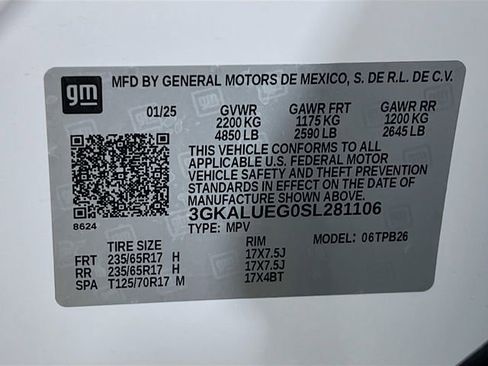 gm MFD BY GENERAL MOTORS DE MEXICO, S. DE R.L. DE C.V.
01/25 GVWR GAWR FRT GAWR RR
2200 KG 1175 KG 1200 KG
4850 LB 2590 LB 2645 LB
THIS VEHICLE CONFORMS TO ALL
APPLICABLE U.S. FEDERAL MOTOR
VEHICLE SAFETY AND THEFT PREVENTION
STANDARDS IN EFFECT ON THE DATE OF
MANUFACTURE SHOWN ABOVE.
3GKALUEG0SL281106
8624 TYPE: MPV MODEL: 06TPB26
TIRE SIZE RIM
FRT 235/65R17 H 17X7.5J
RR 235/65R17 H 17X7.5J
SPA T125/70R17 M 17X4BT